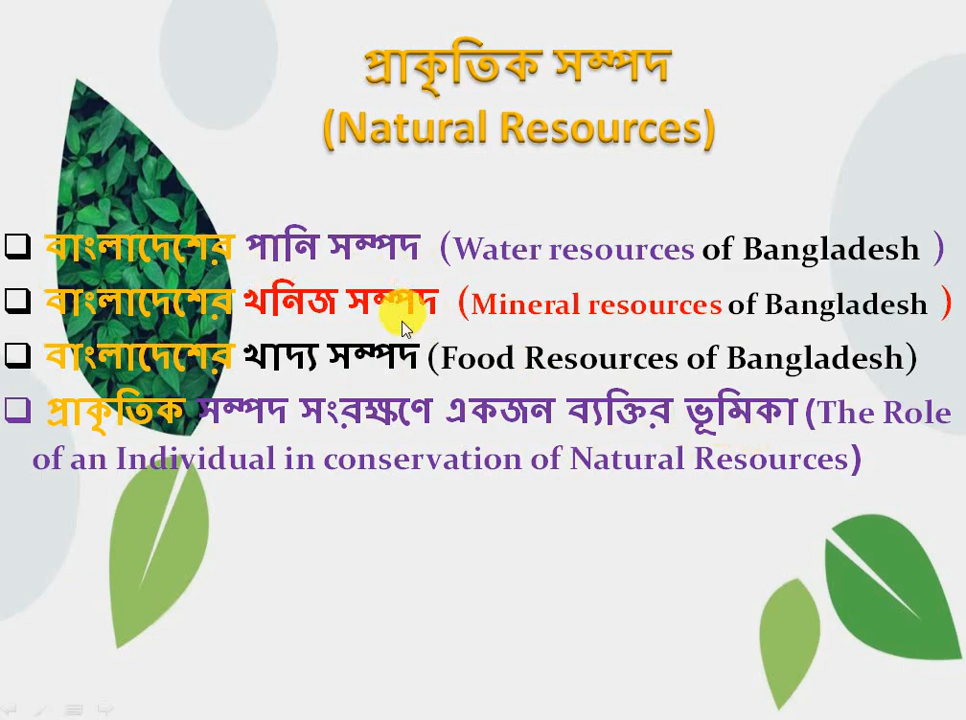 প্রাকৃতিক সম্পদ
(Natural Resources)
বাংলাদেশের পানি সম্পদ (Water resources of Bangladesh )
বাংলাদেশের খনিজ সম্পদ (Mineral resources of Bangladesh )
বাংলাদেশের খাদ্য সম্পদ (Food Resources of Bangladesh)
প্রাকৃতিক সম্পদ সংরক্ষণে একজন ব্যক্তির ভূমিকা (The Role
of an Individual in conservation of Natural Resources)